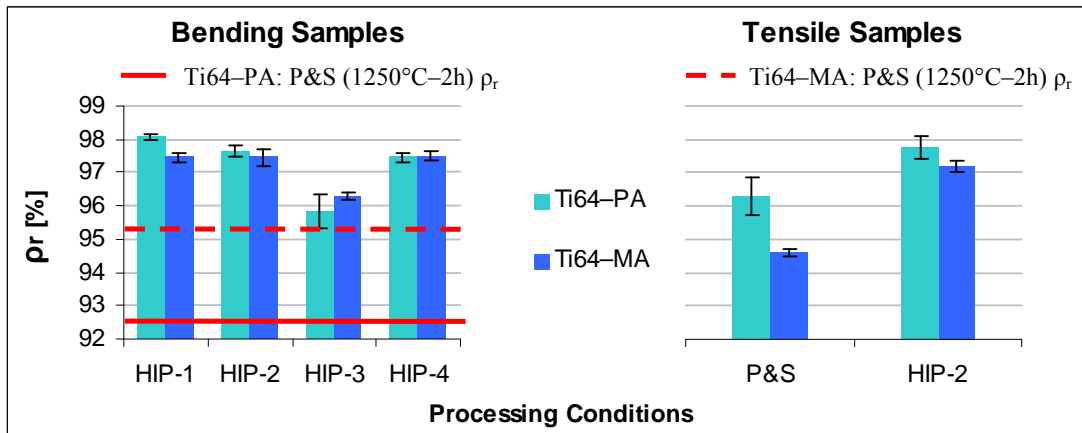 Bending Samples
Tensile Samples
Ti64–PA: P&S (1250°C–2h) ρr
Ti64–MA: P&S (1250°C–2h) ρr
99
98
97
96
95
94
93
92
ρr [%]
HIP-1 HIP-2 HIP-3 HIP-4
Ti64–PA
Ti64–MA
P&S HIP-2
Processing Conditions